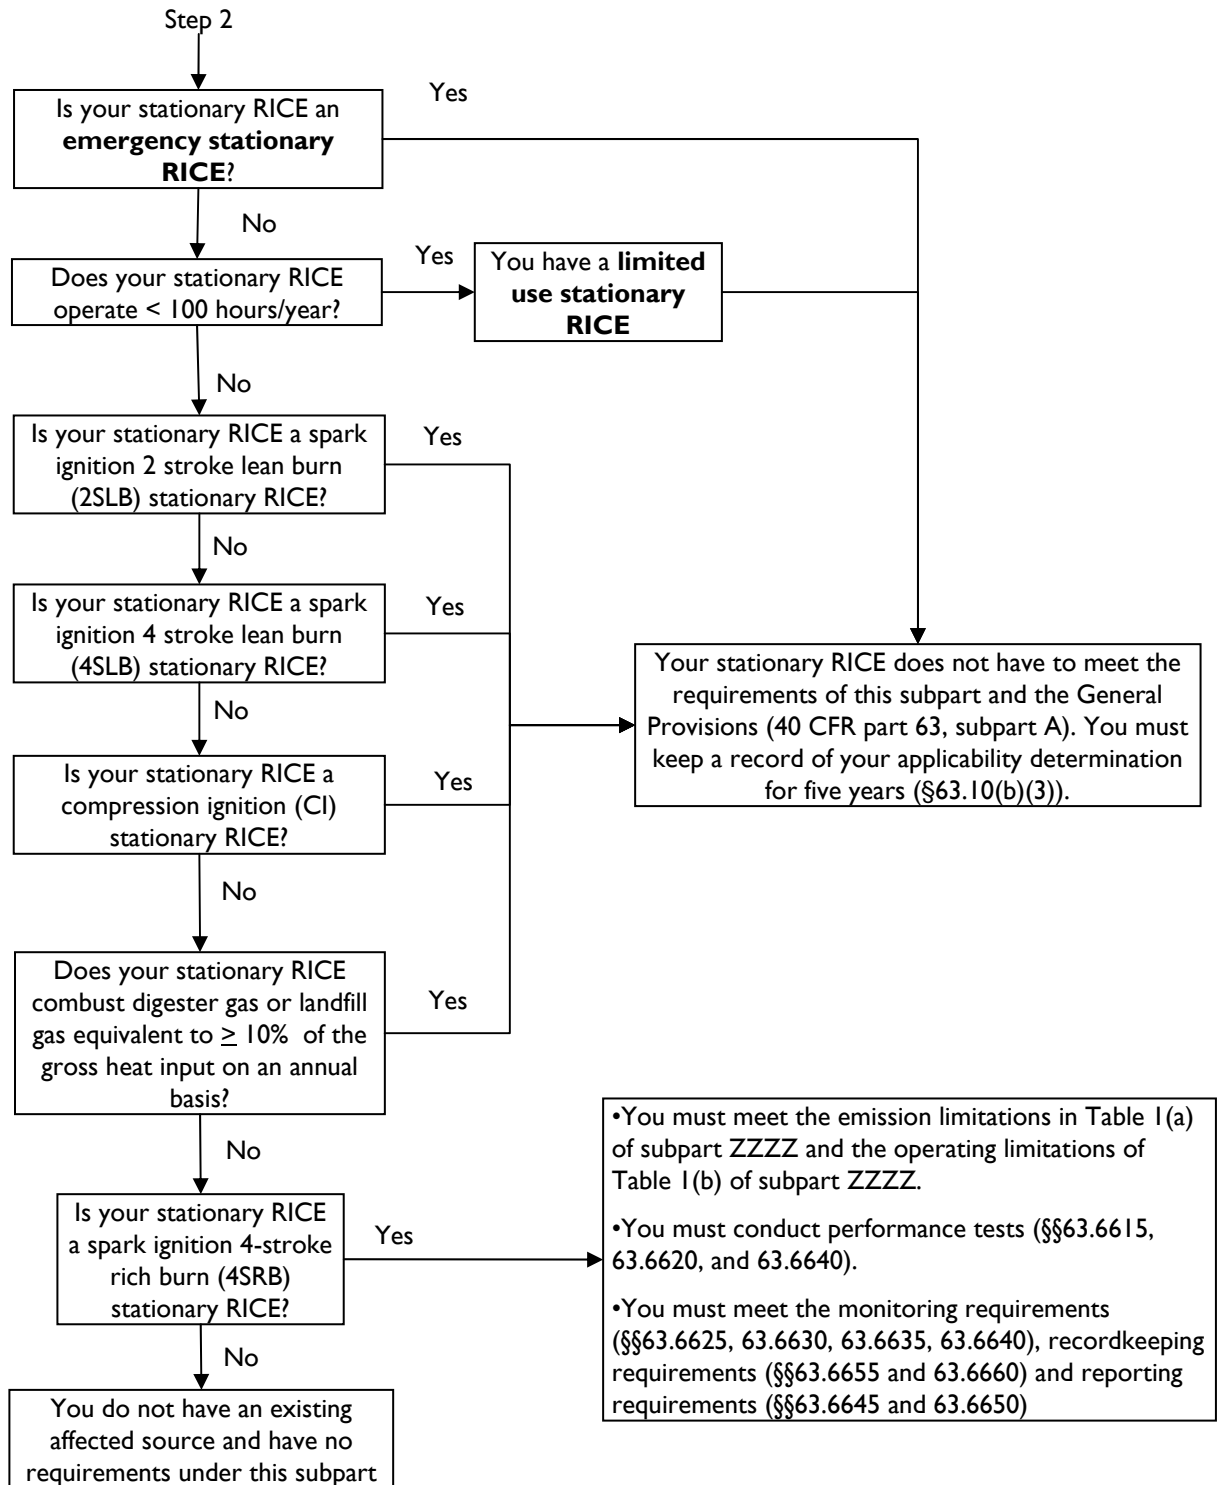 Step 2
Is your stationary RICE an
emergency stationary
RICE?
Yes
No
Does your stationary RICE
operate < 100 hours/year?
Yes
You have a limited
use stationary
RICE
No
Is your stationary RICE a spark
ignition 2 stroke lean burn
(2SLB) stationary RICE?
Yes
No
Is your stationary RICE a spark
ignition 4 stroke lean burn
(4SLB) stationary RICE?
Yes
No
Your stationary RICE does not have to meet the
requirements of this subpart and the General
Provisions (40 CFR part 63, subpart A). You must
keep a record of your applicability determination
for five years (§63.10(b)(3)).
Is your stationary RICE a
compression ignition (CI)
stationary RICE?
Yes
No
Does your stationary RICE
combust digester gas or landfill
gas equivalent to ≥ 10% of the
gross heat input on an annual
basis?
Yes
No
Is your stationary RICE
a spark ignition 4-stroke
rich burn (4SRB)
stationary RICE?
Yes
•You must meet the emission limitations in Table 1(a)
of subpart ZZZZ and the operating limitations of
Table 1(b) of subpart ZZZZ.
•You must conduct performance tests (§§63.6615,
63.6620, and 63.6640).
•You must meet the monitoring requirements
(§§63.6625, 63.6630, 63.6635, 63.6640), recordkeeping
requirements (§§63.6655 and 63.6660) and reporting
requirements (§§63.6645 and 63.6650)
No
You do not have an existing
affected source and have no
requirements under this subpart